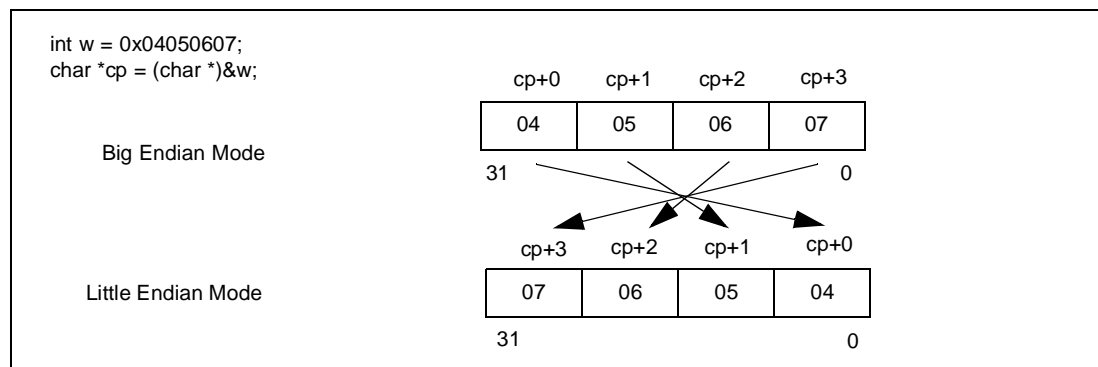 int w = 0x04050607;
char *cp = (char *)&w;
cp+0 cp+1 cp+2 cp+3
04 05 06 07
Big Endian Mode
31 0
cp+3 cp+2 cp+1 cp+0
07 06 05 04
Little Endian Mode
31 0